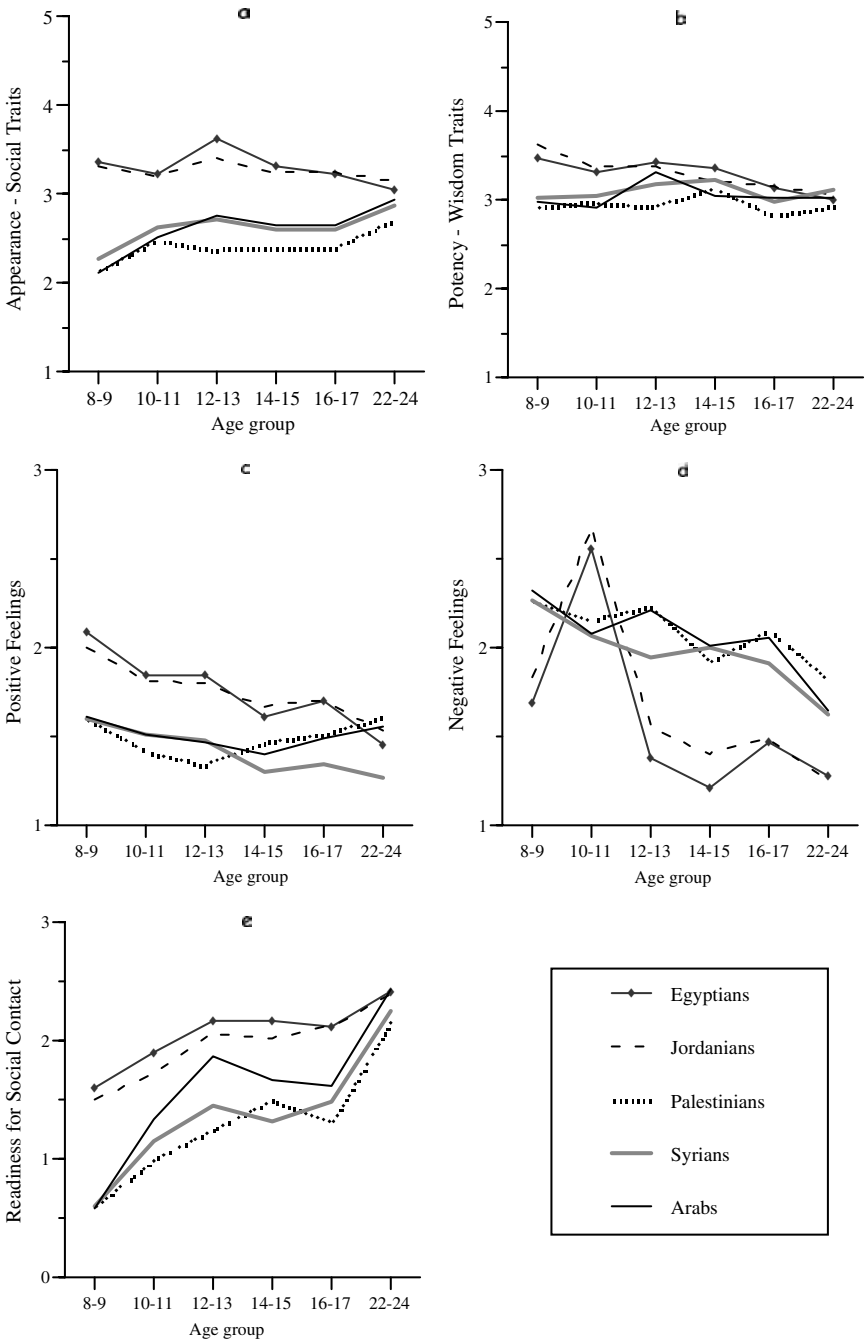 a
5
4
3
2
1
Appearance - Social Traits
8-9 10-11 12-13 14-15 16-17 22-24
Age group
b
5
4
3
2
1
Potency - Wisdom Traits
8-9 10-11 12-13 14-15 16-17 22-24
Age group
c
3
2
1
Positive Feelings
8-9 10-11 12-13 14-15 16-17 22-24
Age group
d
3
2
1
Negative Feelings
8-9 10-11 12-13 14-15 16-17 22-24
Age group
e
3
2
1
0
Readiness for Social Contact
8-9 10-11 12-13 14-15 16-17 22-24
Age group
Egyptians
Jordanians
Palestinians
Syrians
Arabs